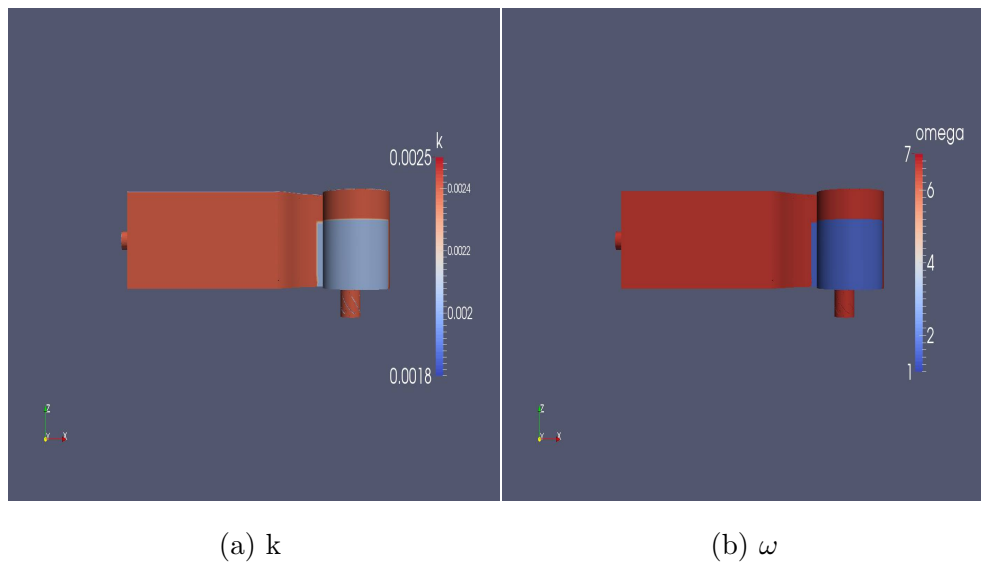 k
0.0025
0.0024
0.0022
0.002
0.0018
Z
Y X
omega
7
6
4
2
1
Z
Y X
(a) k
(b) ω